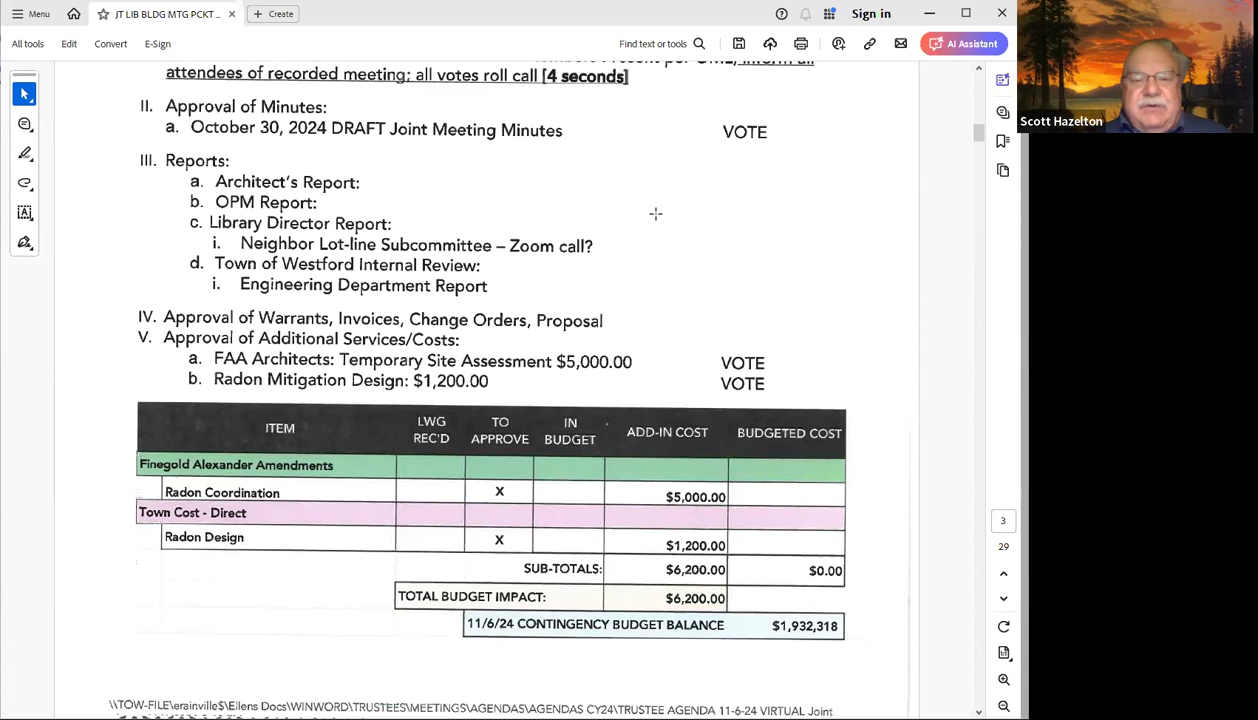 Menu
JT LIB BLDG MTG PCKT ...
Create
Sign in
All tools
Edit
Convert
E-Sign
Find text or tools
AI Assistant
attendees of recorded meeting; all votes roll call [4 seconds]
II. Approval of Minutes:
a. October 30, 2024 DRAFT Joint Meeting Minutes VOTE
III. Reports:
a. Architect's Report:
b. OPM Report:
c. Library Director Report:
i. Neighbor Lot-line Subcommittee – Zoom call?
d. Town of Westford Internal Review:
i. Engineering Department Report
IV. Approval of Warrants, Invoices, Change Orders, Proposal
V. Approval of Additional Services/Costs:
a. FAA Architects: Temporary Site Assessment $5,000.00 VOTE
b. Radon Mitigation Design: $1,200.00 VOTE
ITEM LWG REC'D TO APPROVE IN BUDGET ADD-IN COST BUDGETED COST
Finegold Alexander Amendments
Radon Coordination X $5,000.00
Town Cost - Direct
Radon Design X $1,200.00
SUB-TOTALS: $6,200.00 $0.00
TOTAL BUDGET IMPACT: $6,200.00
11/6/24 CONTINGENCY BUDGET BALANCE $1,932,318
\\TOW-FILE\erainville$\Ellens Docs\WINWORD\TRUSTEES\MEETINGS\AGENDAS\AGENDAS CY24\TRUSTEE AGENDA 11-6-24 VIRTUAL Joint
3
29
Scott Hazelton